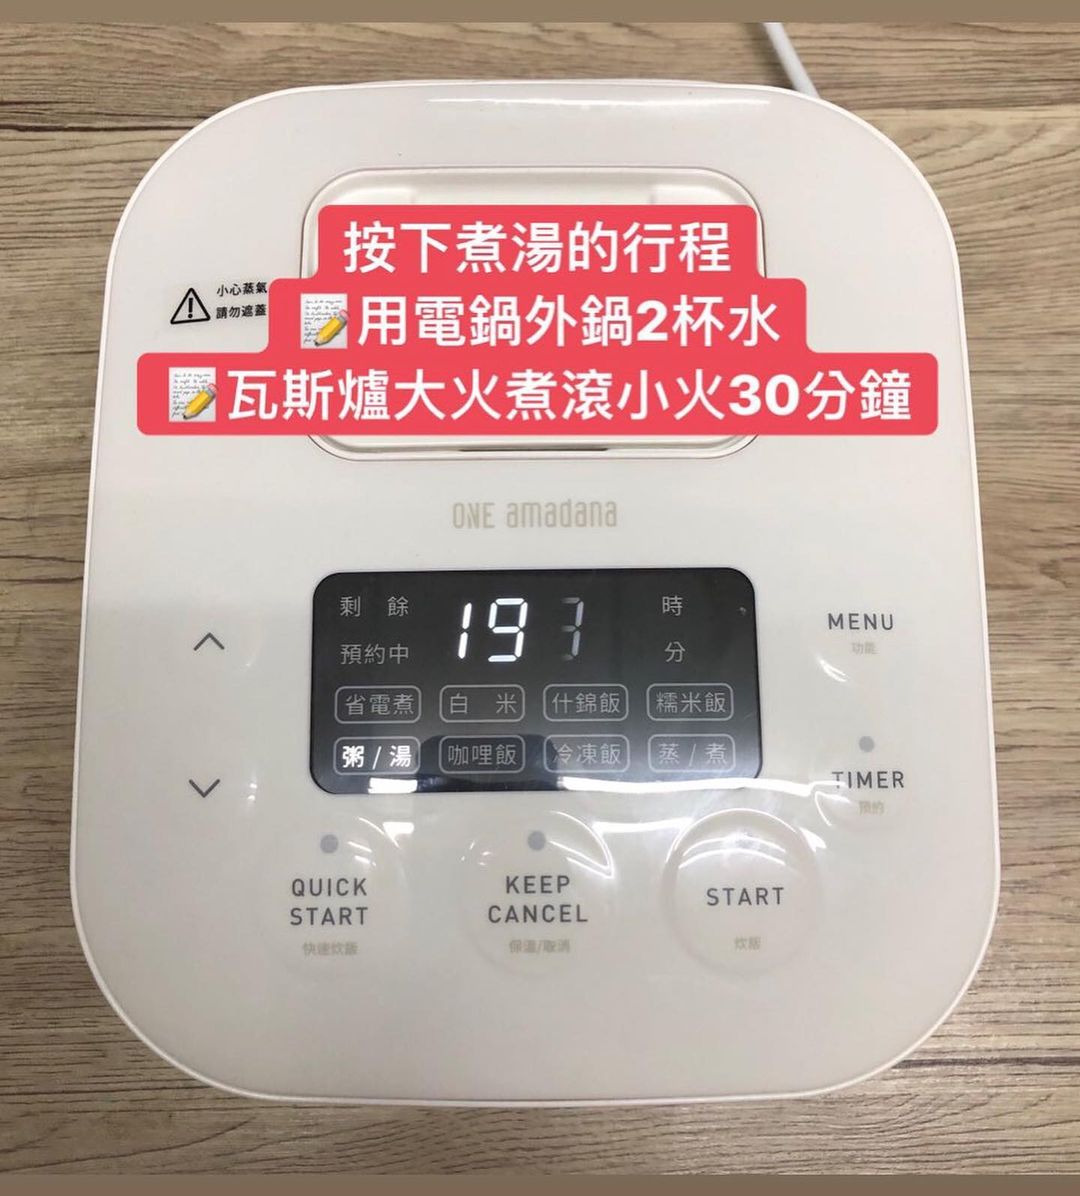 按下煮湯的行程
📝用電鍋外鍋2杯水
📝瓦斯爐大火煮滾小火30分鐘
小心蒸氣
請勿遮蓋
ONE amadana
剩 餘
時
預約中
分
省電煮
白 米
什錦飯
糯米飯
粥/湯
咖哩飯
冷凍飯
蒸/煮
MENU
功能
TIMER
預約
QUICK
START
快速炊飯
KEEP
CANCEL
保溫/取消
START
炊飯